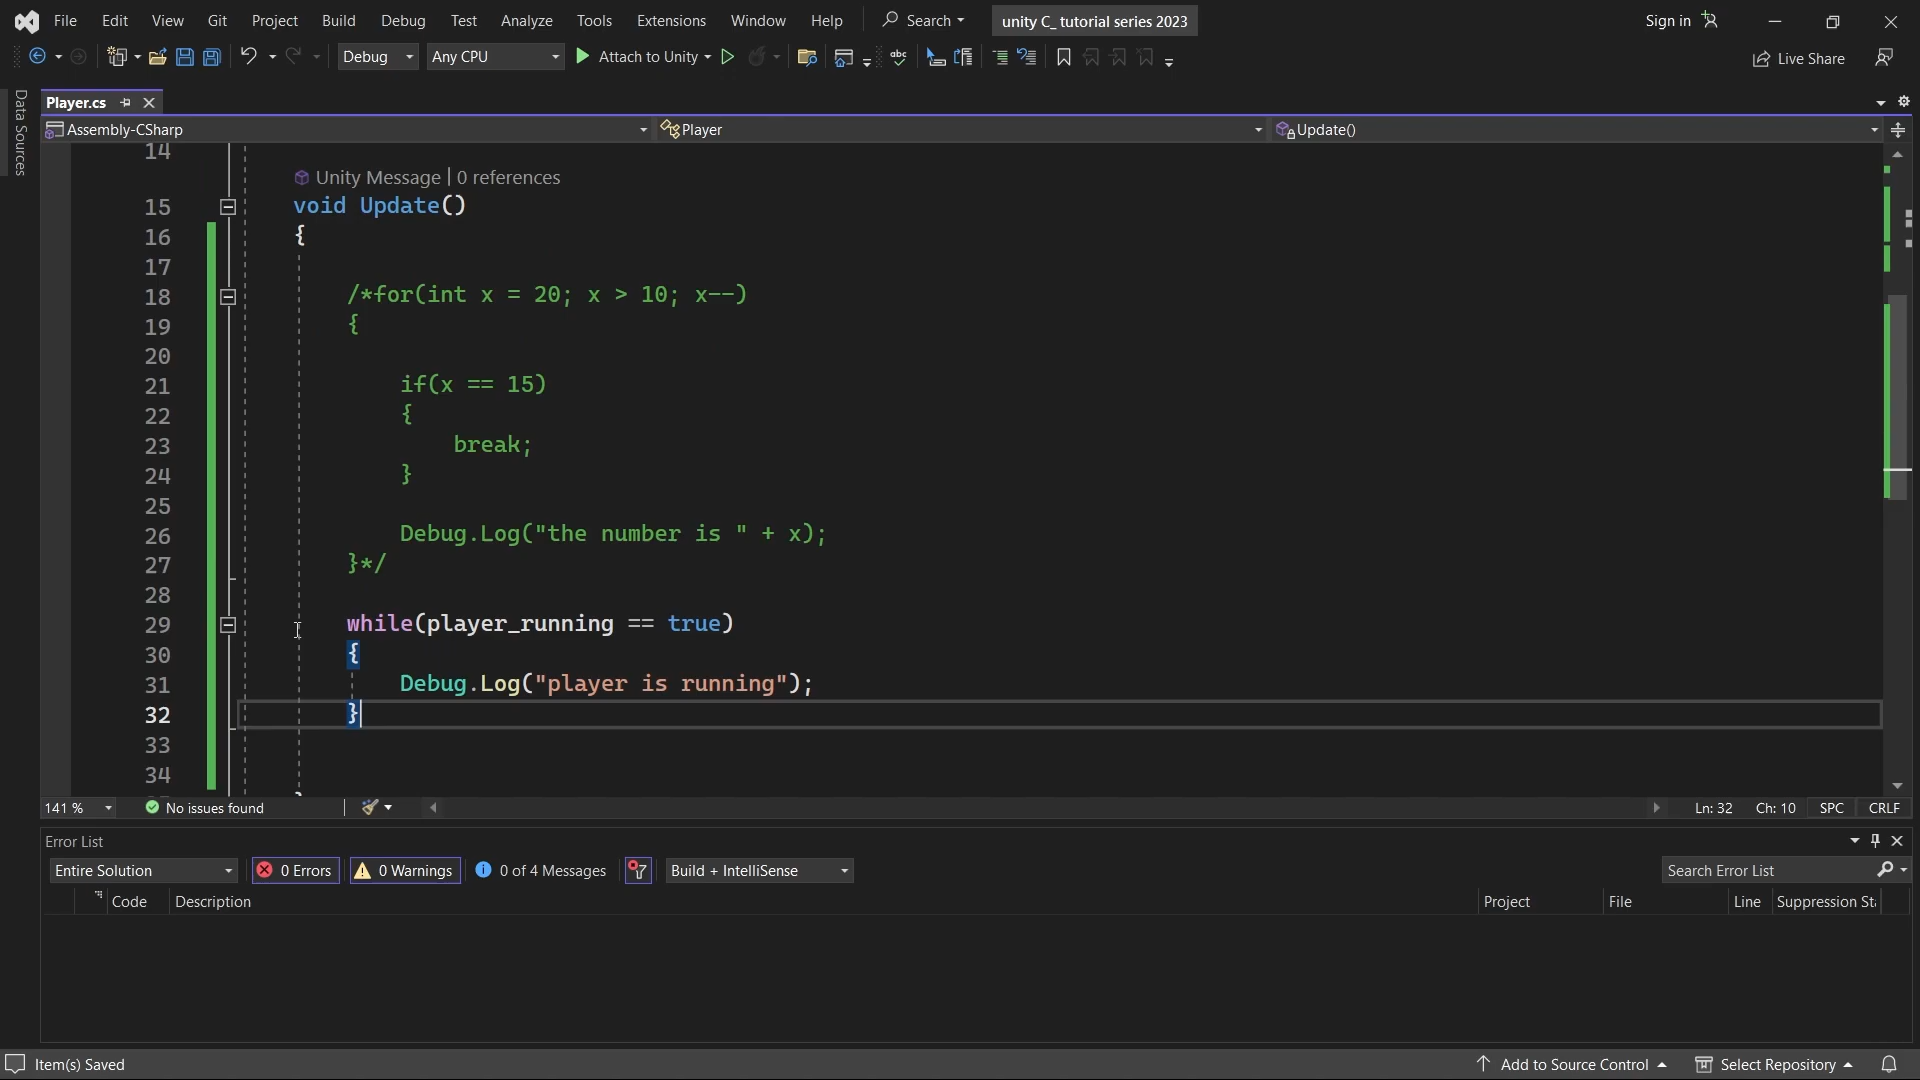 File Edit View Git Project Build Debug Test Analyze Tools Extensions Window Help Search unity C_ tutorial series 2023 Sign in
Debug Any CPU Attach to Unity Live Share
Data Sources
Player.cs
Assembly-CSharp Player Update()
14
Unity Message | 0 references
15 void Update()
16 {
17
18 /*for(int x = 20; x > 10; x--)
19 {
20
21 if(x == 15)
22 {
23 break;
24 }
25
26 Debug.Log("the number is " + x);
27 }*/
28
29 while(player_running == true)
30 {
31 Debug.Log("player is running");
32 }
33
34
141 % No issues found Ln: 32 Ch: 10 SPC CRLF
Error List
Entire Solution 0 Errors 0 Warnings 0 of 4 Messages Build + IntelliSense Search Error List
Code Description Project File Line Suppression St
Item(s) Saved Add to Source Control Select Repository